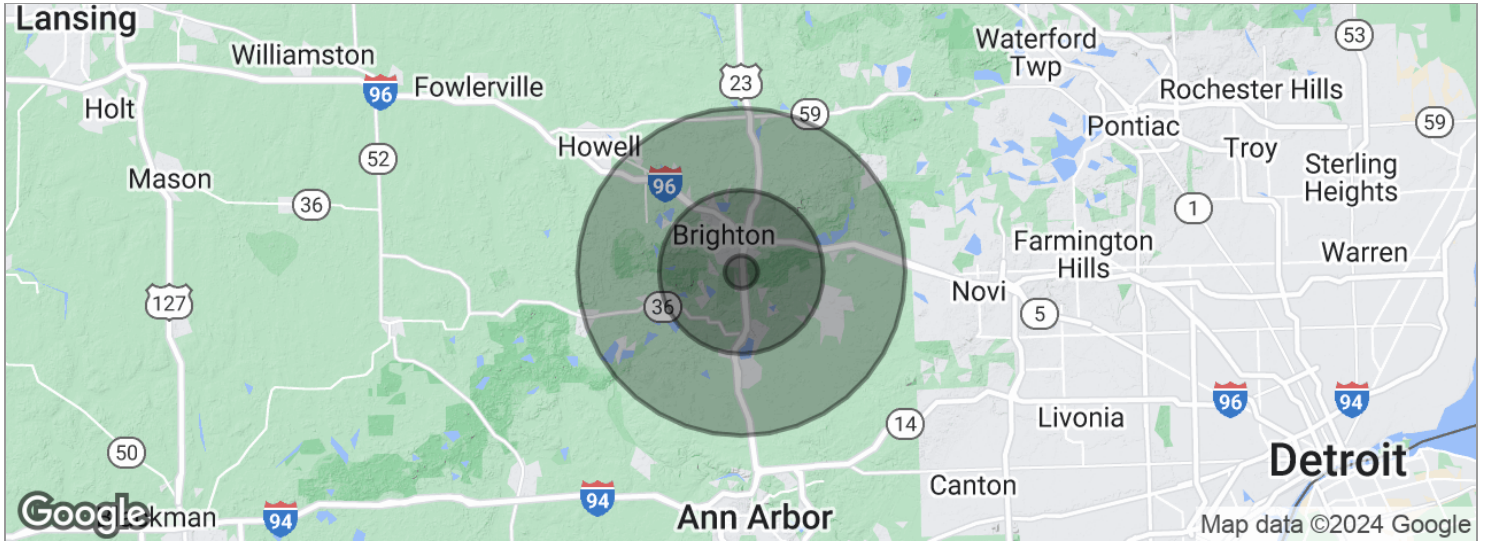 Lansing
Williamston
53
Waterford
Twp
96
Fowlerville
23
Rochester Hills
Holt
59
59
Pontiac
Howell
Troy
52
96
Sterling
Heights
Mason
36
1
Brighton
Farmington
Hills
Warren
127
36
Novi
5
96
94
Livonia
14
50
Detroit
Canton
94
94
Ann Arbor
Google
Map data ©2024 Google